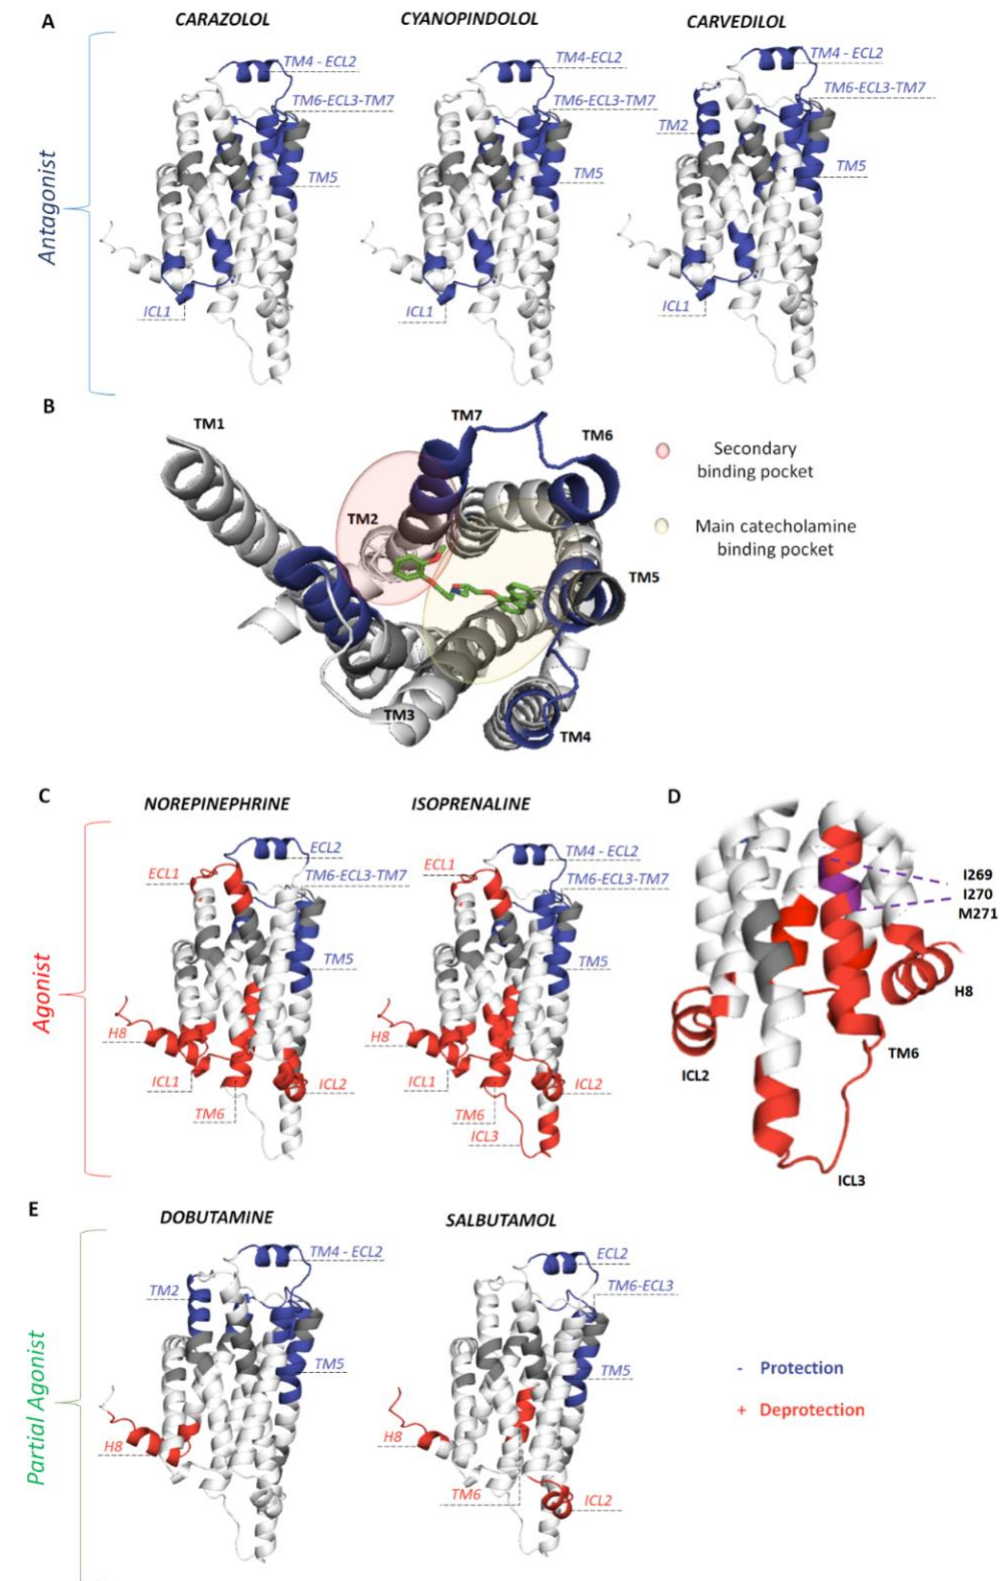 A
CARAZOLOL
CYANOPINDOLOL
CARVEDILOL
TM4 - ECL2
TM4-ECL2
TM4 - ECL2
TM6-ECL3-TM7
TM6-ECL3-TM7
TM6-ECL3-TM7
TM2
TM5
TM5
TM5
Antagonist
ICL1
ICL1
ICL1
B
TM1
TM7
TM6
TM2
TM5
TM3
TM4
Secondary
binding pocket
Main catecholamine
binding pocket
C
NOREPINEPHRINE
ISOPRENALINE
D
ECL1
ECL2
TM6-ECL3-TM7
TM5
H8
ICL1
TM6
ICL2
ECL1
TM4 - ECL2
TM6-ECL3-TM7
TM5
H8
ICL1
TM6
ICL3
ICL2
Agonist
I269
I270
M271
H8
TM6
ICL2
ICL3
E
DOBUTAMINE
SALBUTAMOL
TM4 - ECL2
TM2
TM5
H8
ECL2
TM6-ECL3
TM5
H8
TM6
ICL2
Partial Agonist
- Protection
+ Deprotection